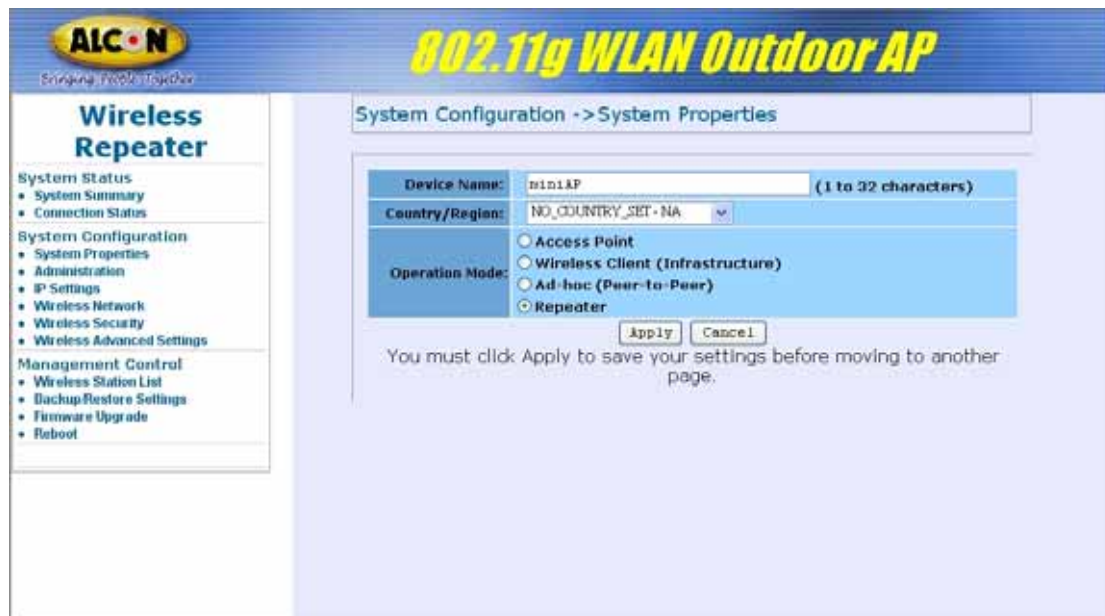 ALCON
Bringing People Together
802.11g WLAN Outdoor AP
Wireless
Repeater
System Status
System Summary
Connection Status
System Configuration
System Properties
Administration
IP Settings
Wireless Network
Wireless Security
Wireless Advanced Settings
Management Control
Wireless Station List
Backup/Restore Settings
Firmware Upgrade
Reboot
System Configuration ->System Properties
Device Name: miniAP (1 to 32 characters)
Country/Region: NO_COUNTRY_SET - NA
Operation Mode:
Access Point
Wireless Client (Infrastructure)
Ad-hoc (Peer-to-Peer)
Repeater
Apply Cancel
You must click Apply to save your settings before moving to another
page.